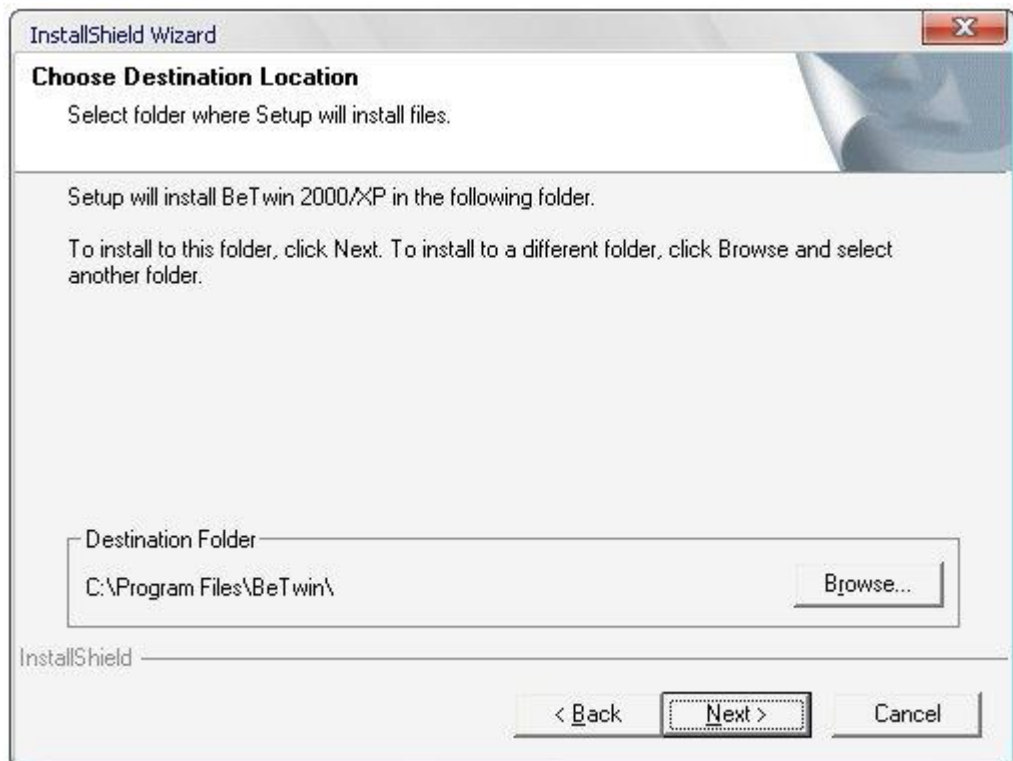 InstallShield Wizard
Choose Destination Location
Select folder where Setup will install files.
Setup will install BeTwin 2000/XP in the following folder.
To install to this folder, click Next. To install to a different folder, click Browse and select
another folder.
Destination Folder
C:\Program Files\BeTwin\
Browse...
InstallShield
< Back
Next >
Cancel